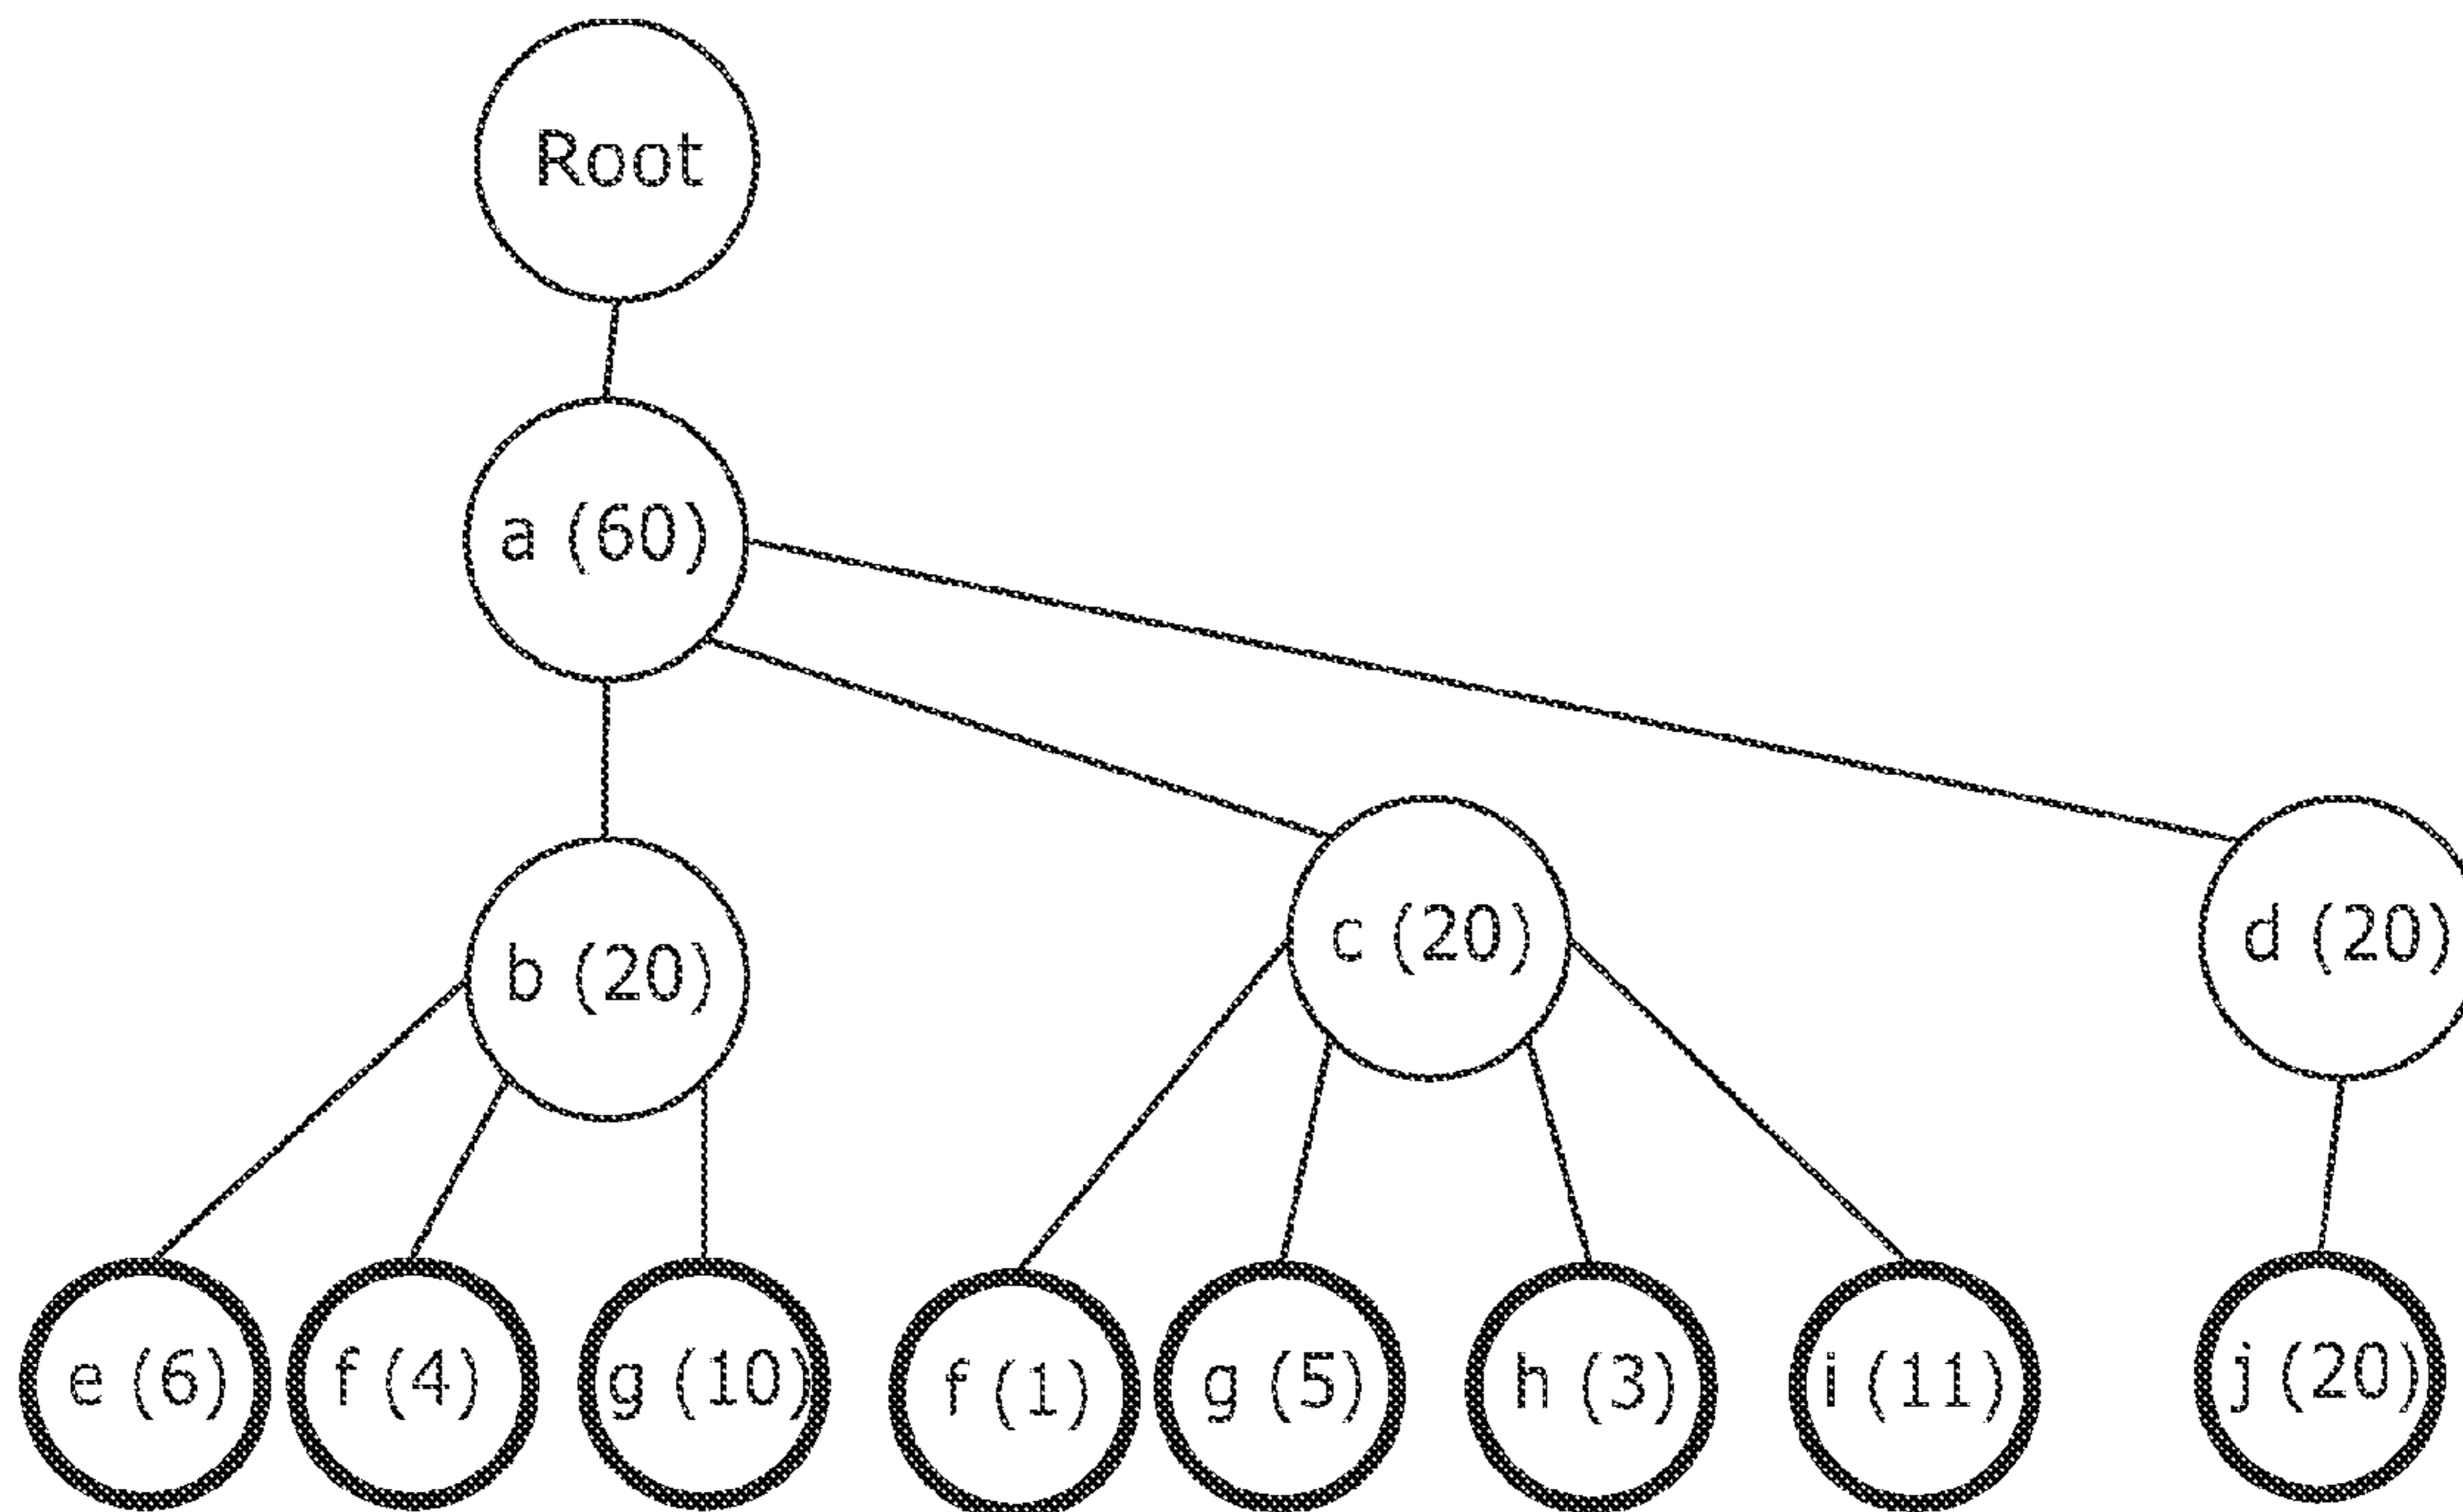 Root
a (60)
b (20)
c (20)
d (20)
e (6)
f (4)
g (10)
f (1)
g (5)
h (3)
i (11)
j (20)